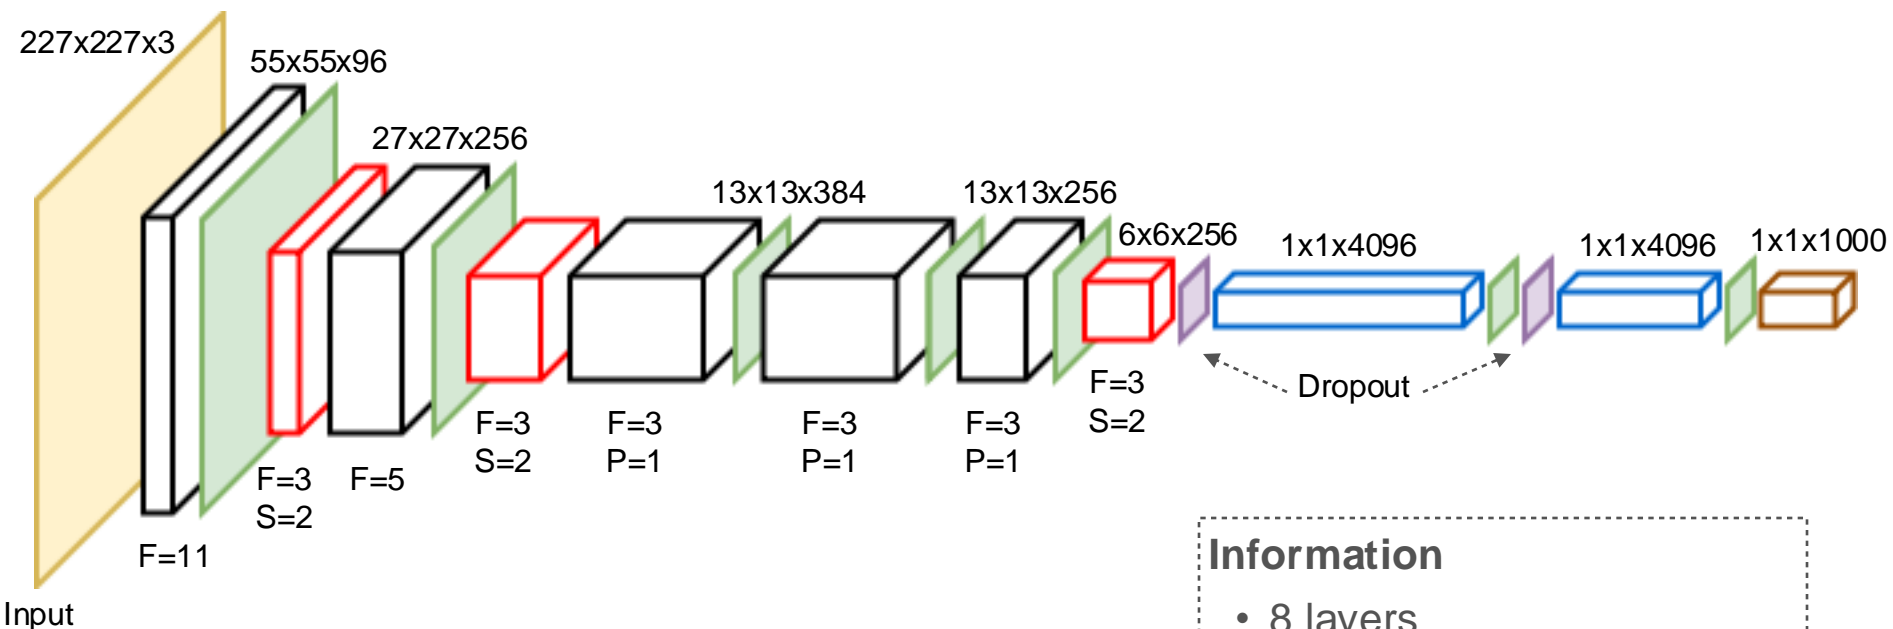 227x227x3
55x55x96
27x27x256
13x13x384
13x13x256
6x6x256
1x1x4096
1x1x4096
1x1x1000
Input
F=11
F=3
S=2
F=5
F=3
S=2
F=3
P=1
F=3
P=1
F=3
P=1
F=3
S=2
Dropout
Information
• 8 layers